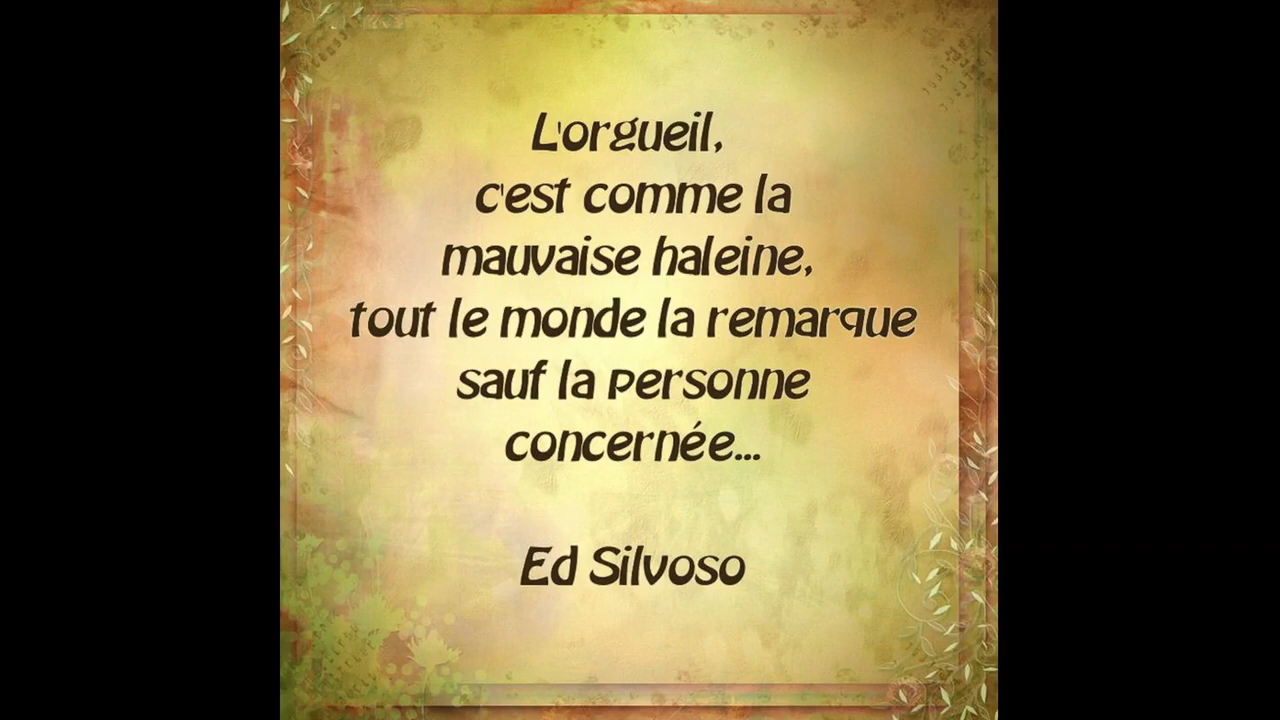 L'orgueil,
c'est comme la
mauvaise haleine,
tout le monde la remarque
sauf la personne
concernée...
Ed Silvoso